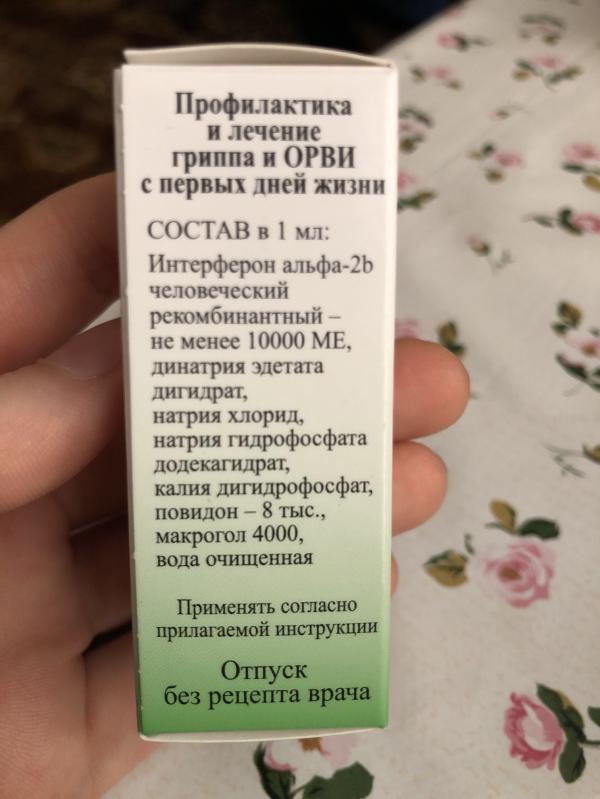 Профилактика
и лечение
гриппа и ОРВИ
с первых дней жизни
СОСТАВ в 1 мл:
Интерферон альфа-2b
человеческий
рекомбинантный –
не менее 10000 МЕ,
динатрия эдетата
дигидрат,
натрия хлорид,
натрия гидрофосфата
додекагидрат,
калия дигидрофосфат,
повидон – 8 тыс.,
макрогол 4000,
вода очищенная
Применять согласно
прилагаемой инструкции
Отпуск
без рецепта врача